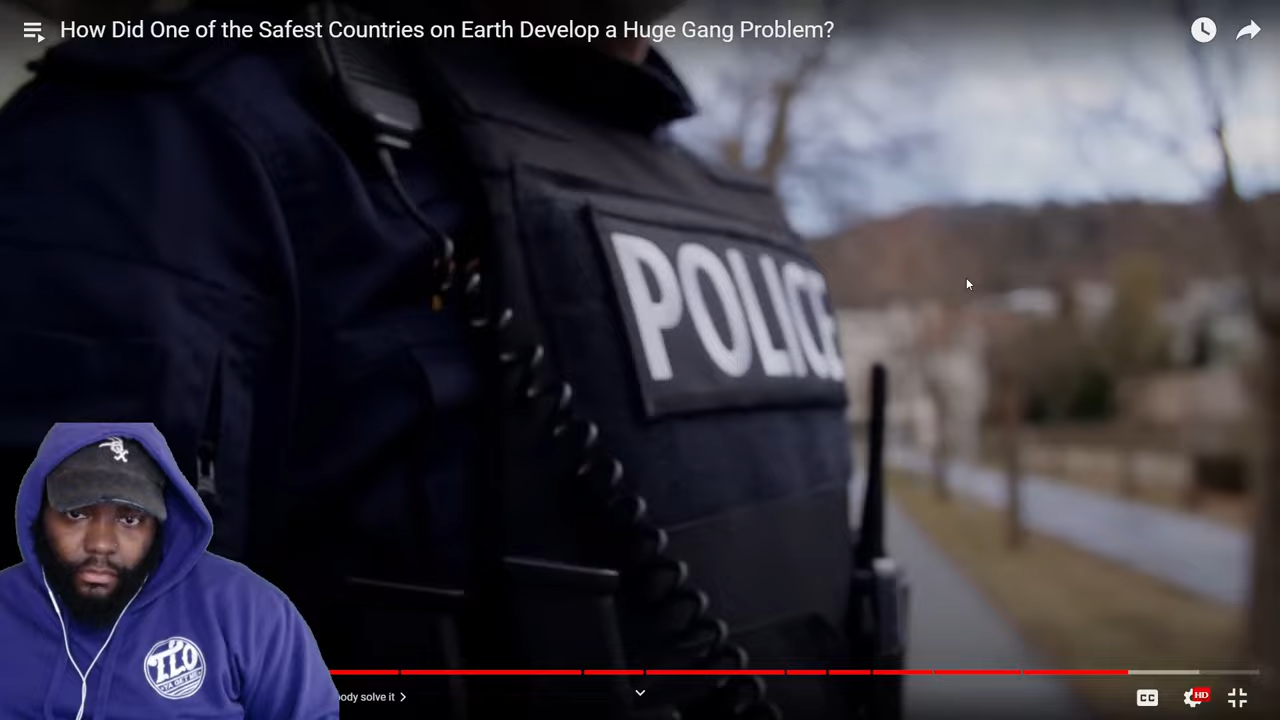 How Did One of the Safest Countries on Earth Develop a Huge Gang Problem?
POLICE
TLO
body solve it >
CC
HD